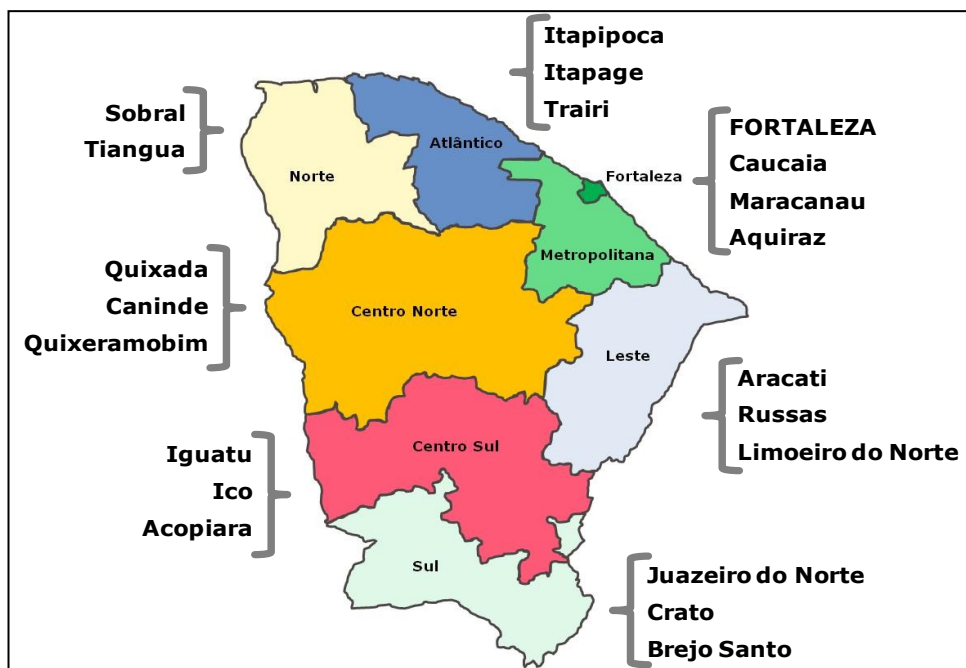 Itapipoca
Itapage
Trairi
Sobral
Tiangua
Atlântico
Norte
Fortaleza
FORTALEZA
Caucaia
Maracanau
Aquiraz
Metropolitana
Quixada
Caninde
Quixeramobim
Centro Norte
Leste
Aracati
Russas
Limoeiro do Norte
Centro Sul
Iguatu
Ico
Acopiara
Sul
Juazeiro do Norte
Crato
Brejo Santo